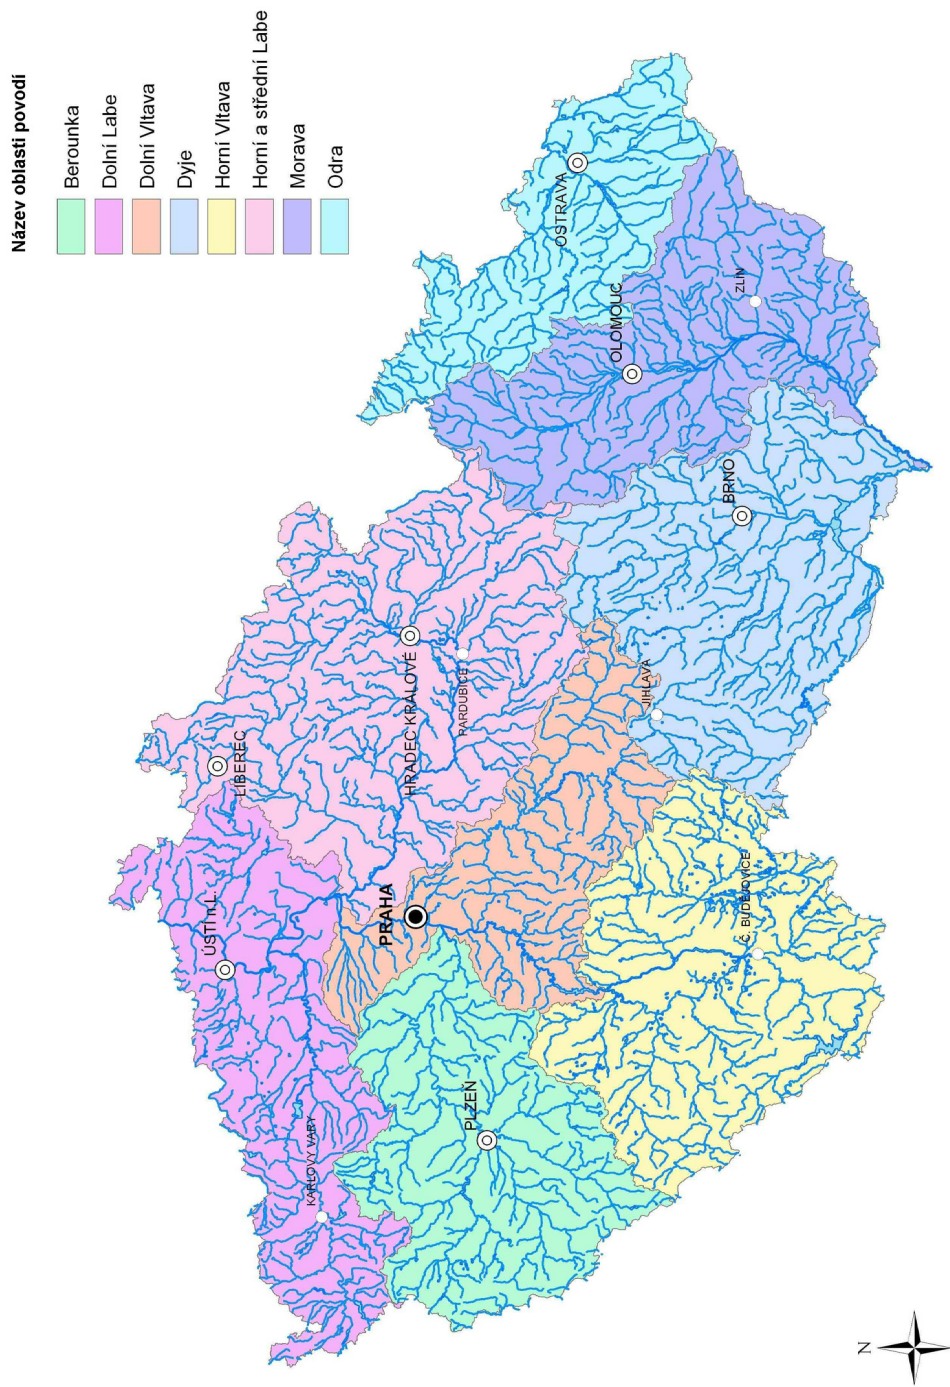 Název oblasti povodí
Berounka
Dolní Labe
Dolní Vltava
Dyje
Horní Vltava
Horní a střední Labe
Morava
Odra
LIBEREC
ÚSTÍ n.L.
KARLOVY VARY
PRAHA
HRADEC KRÁLOVÉ
PARDUBICE
PLZEŇ
OSTRAVA
OLOMOUC
JIHLAVA
BRNO
ZLÍN
Č. BUDĚJOVICE
N